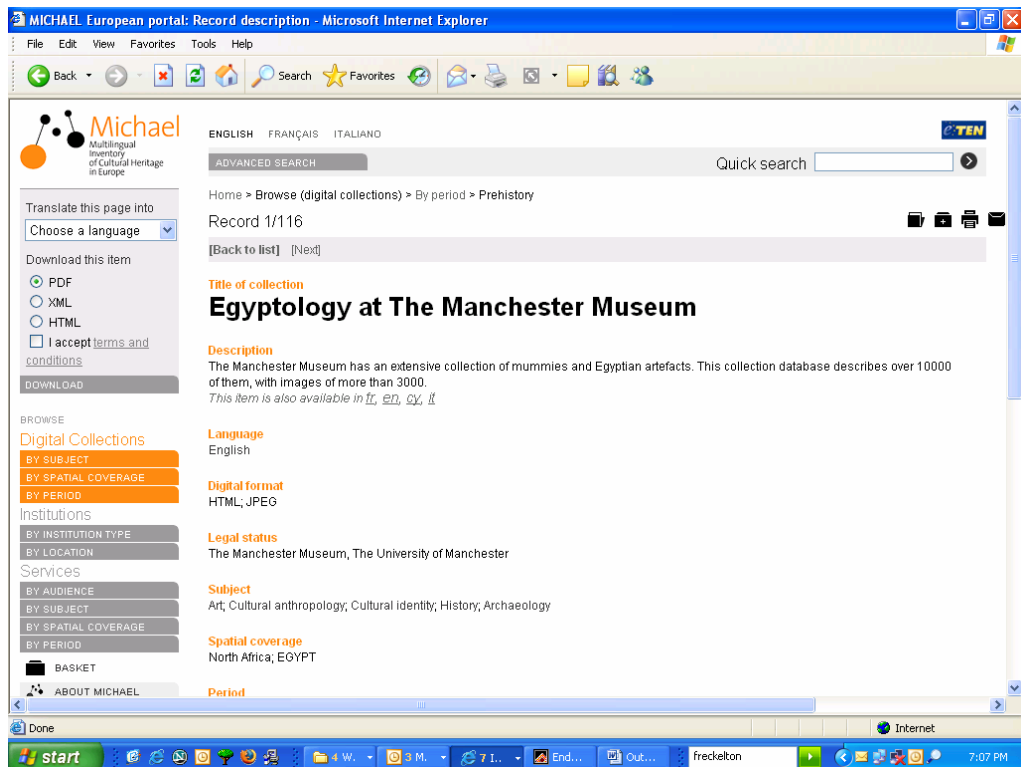 MICHAEL European portal: Record description - Microsoft Internet Explorer
File Edit View Favorites Tools Help
Back Search Favorites
Michael
Multilingual
Inventory
of Cultural Heritage
in Europe
ENGLISH FRANÇAIS ITALIANO
eTEN
ADVANCED SEARCH
Quick search
Translate this page into
Choose a language
Download this item
PDF
XML
HTML
I accept terms and
conditions
DOWNLOAD
BROWSE
Digital Collections
BY SUBJECT
BY SPATIAL COVERAGE
BY PERIOD
Institutions
BY INSTITUTION TYPE
BY LOCATION
Services
BY AUDIENCE
BY SUBJECT
BY SPATIAL COVERAGE
BY PERIOD
BASKET
ABOUT MICHAEL
Home > Browse (digital collections) > By period > Prehistory
Record 1/116
[Back to list] [Next]
Title of collection
Egyptology at The Manchester Museum
Description
The Manchester Museum has an extensive collection of mummies and Egyptian artefacts. This collection database describes over 10000
of them, with images of more than 3000.
This item is also available in fr, en, cy, it
Language
English
Digital format
HTML; JPEG
Legal status
The Manchester Museum, The University of Manchester
Subject
Art; Cultural anthropology; Cultural identity; History; Archaeology
Spatial coverage
North Africa; EGYPT
Period
Done
Internet
start 4 W. 3 M. 7 I.. End... Out... freckelton 7:07 PM